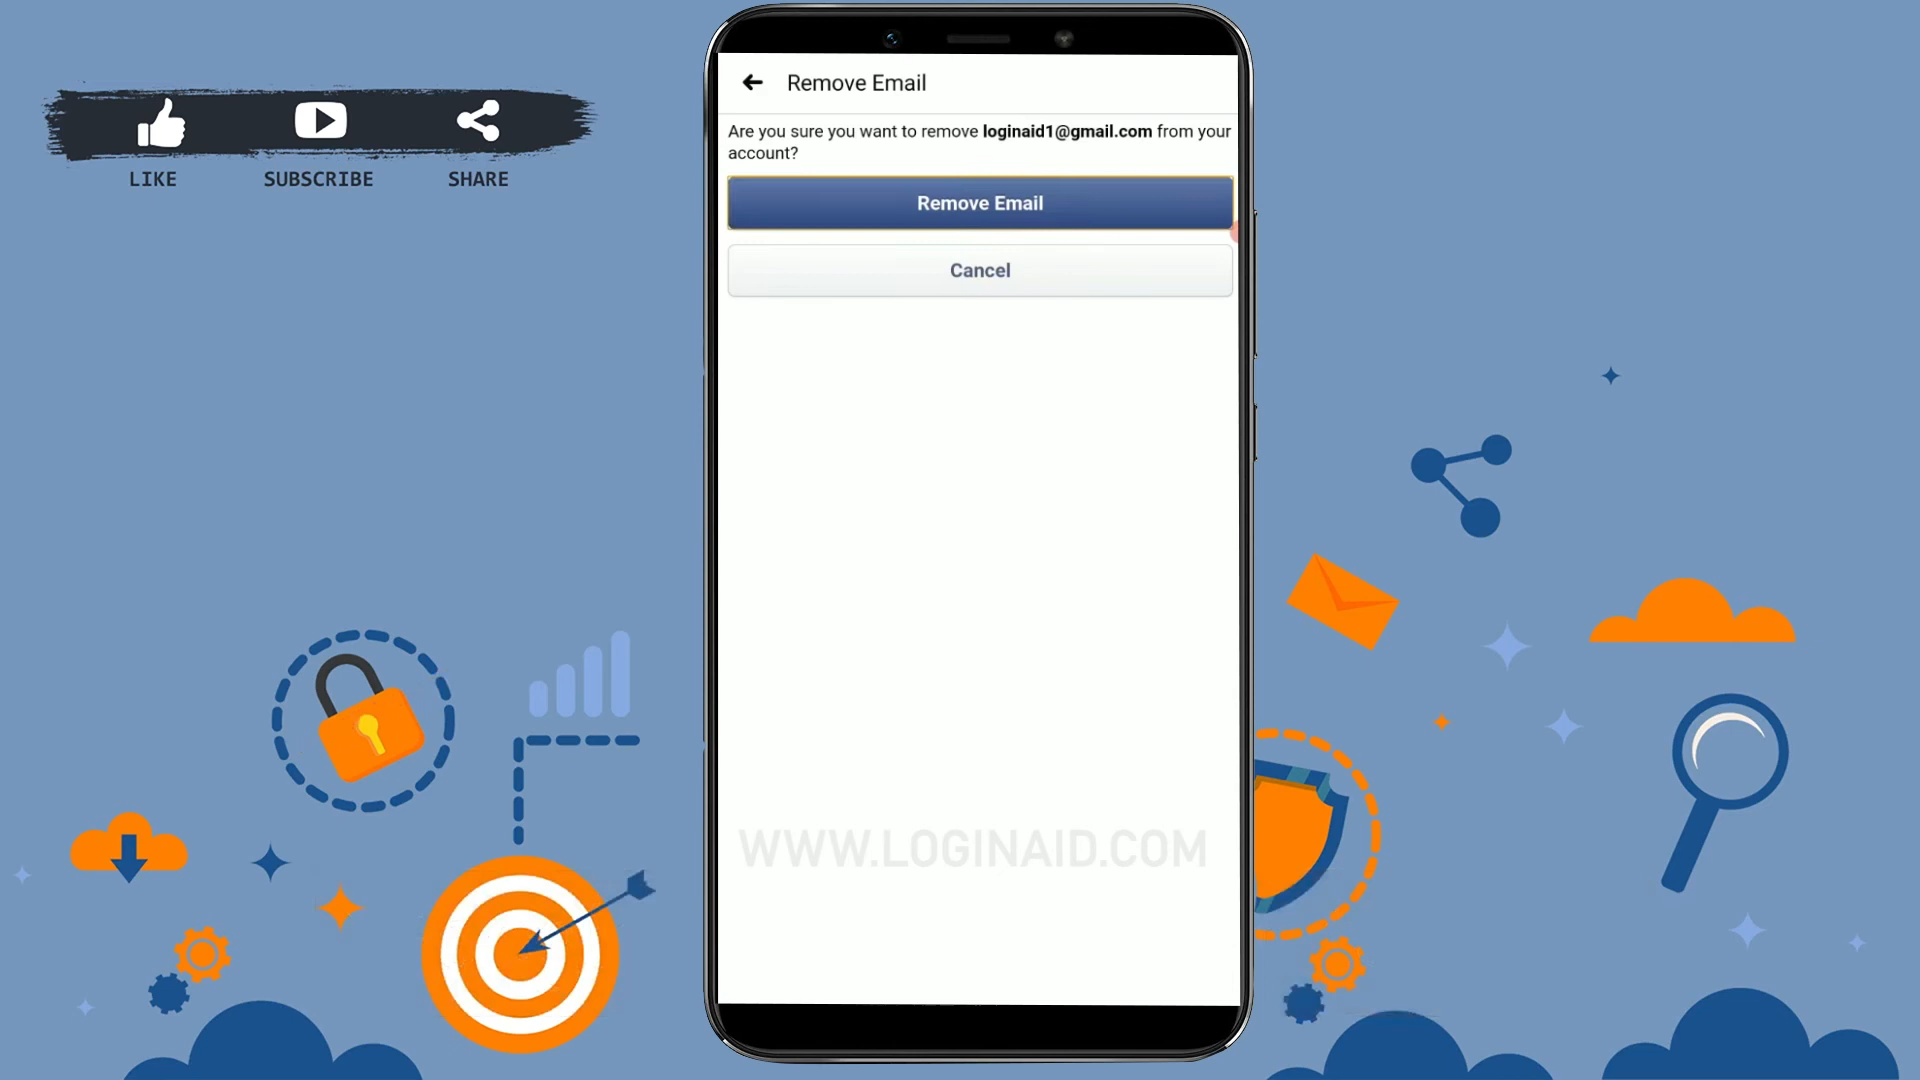 LIKE
SUBSCRIBE
SHARE
Remove Email
Are you sure you want to remove loginaid1@gmail.com from your
account?
Remove Email
Cancel
WWW.LOGINAID.COM